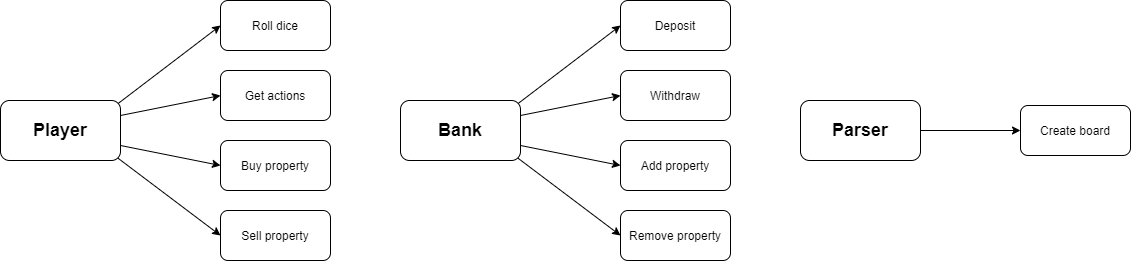 Player
Roll dice
Get actions
Buy property
Sell property
Bank
Deposit
Withdraw
Add property
Remove property
Parser
Create board